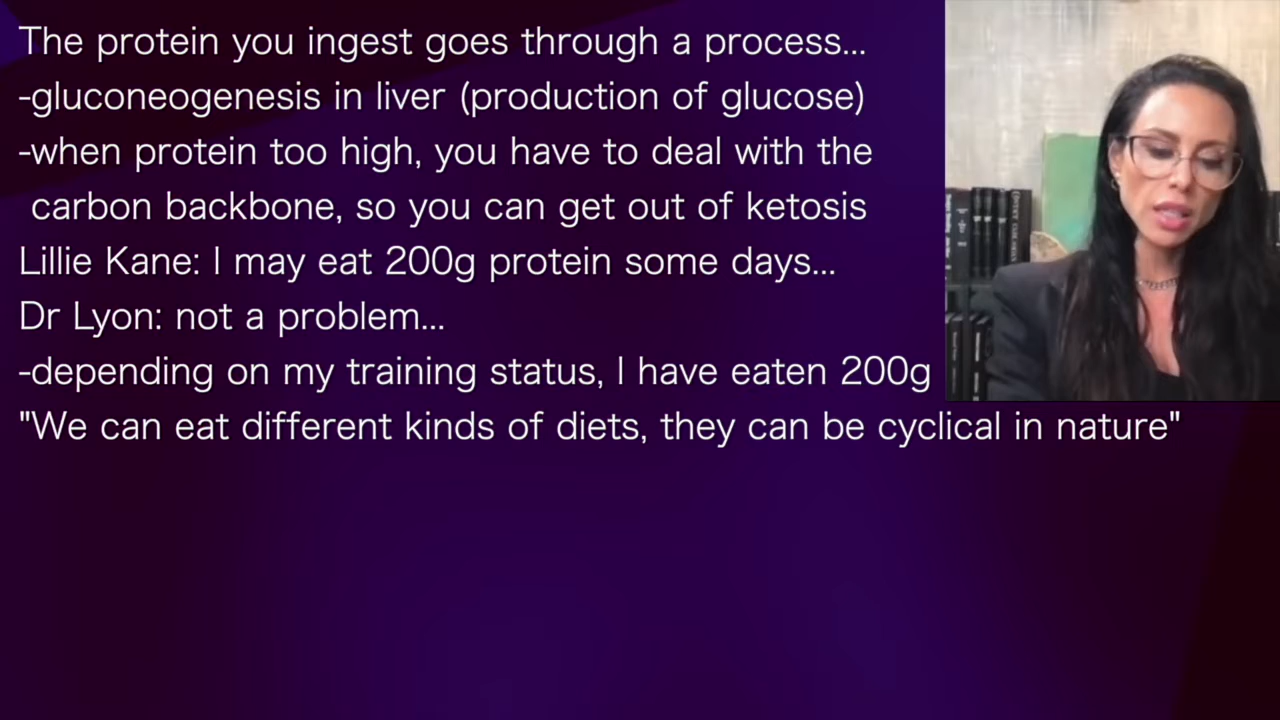 The protein you ingest goes through a process...
-gluconeogenesis in liver (production of glucose)
-when protein too high, you have to deal with the
carbon backbone, so you can get out of ketosis
Lillie Kane: I may eat 200g protein some days...
Dr Lyon: not a problem...
-depending on my training status, I have eaten 200g
"We can eat different kinds of diets, they can be cyclical in nature"